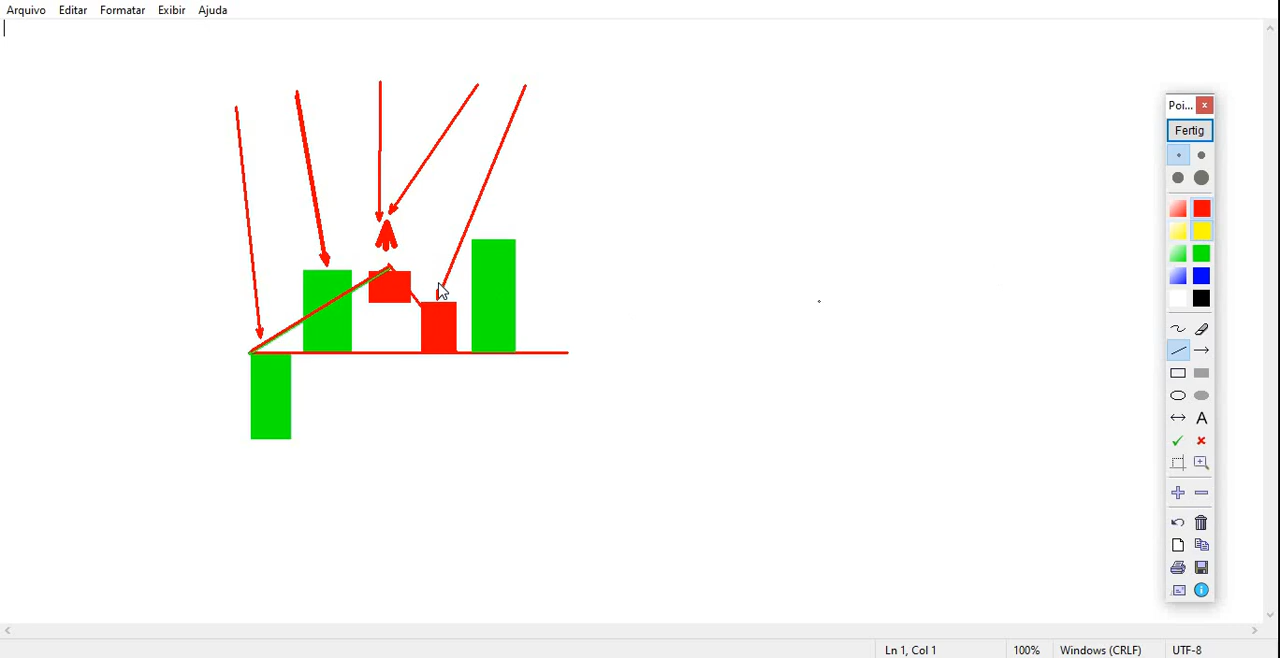 Arquivo Editar Formatar Exibir Ajuda
Poi... x
Fertig
A
Ln 1, Col 1 100% Windows (CRLF) UTF-8